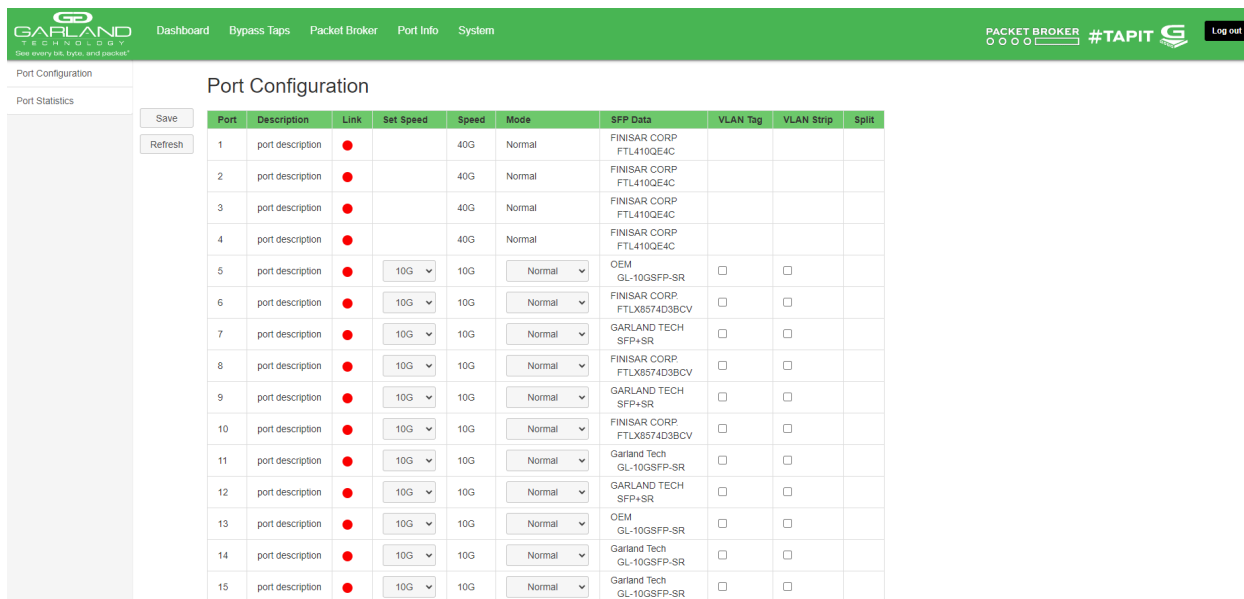 GARLAND
TECHNOLOGY
See every bit, byte, and packet®
Dashboard Bypass Taps Packet Broker Port Info System
PACKET BROKER #TAPIT
Log out
Port Configuration
Port Statistics
Port Configuration
Save
Refresh
Port Description Link Set Speed Speed Mode SFP Data VLAN Tag VLAN Strip Split
1 port description 40G Normal FINISAR CORP
FTL410QE4C
2 port description 40G Normal FINISAR CORP
FTL410QE4C
3 port description 40G Normal FINISAR CORP
FTL410QE4C
4 port description 40G Normal FINISAR CORP
FTL410QE4C
5 port description 10G 10G Normal OEM
GL-10GSFP-SR
6 port description 10G 10G Normal FINISAR CORP.
FTLX8574D3BCV
7 port description 10G 10G Normal GARLAND TECH
SFP+SR
8 port description 10G 10G Normal FINISAR CORP.
FTLX8574D3BCV
9 port description 10G 10G Normal GARLAND TECH
SFP+SR
10 port description 10G 10G Normal FINISAR CORP.
FTLX8574D3BCV
11 port description 10G 10G Normal Garland Tech
GL-10GSFP-SR
12 port description 10G 10G Normal GARLAND TECH
SFP+SR
13 port description 10G 10G Normal OEM
GL-10GSFP-SR
14 port description 10G 10G Normal Garland Tech
GL-10GSFP-SR
15 port description 10G 10G Normal Garland Tech
GL-10GSFP-SR